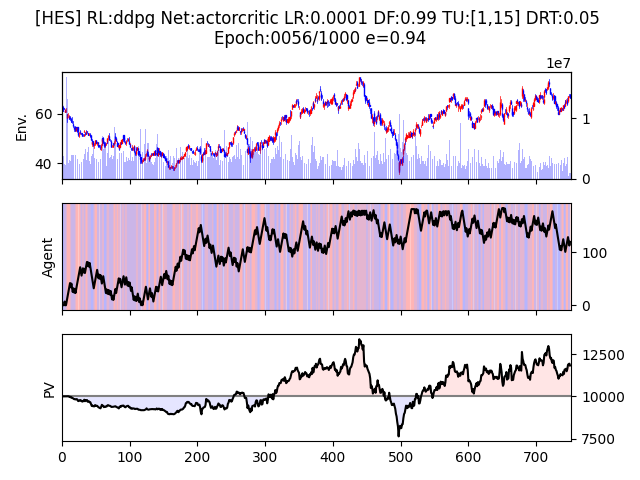 [HES] RL:ddpg Net:actorcritic LR:0.0001 DF:0.99 TU:[1,15] DRT:0.05
Epoch:0056/1000 e=0.94
1e7
Env.
60
40
1
0
Agent
100
0
PV
12500
10000
7500
0 100 200 300 400 500 600 700